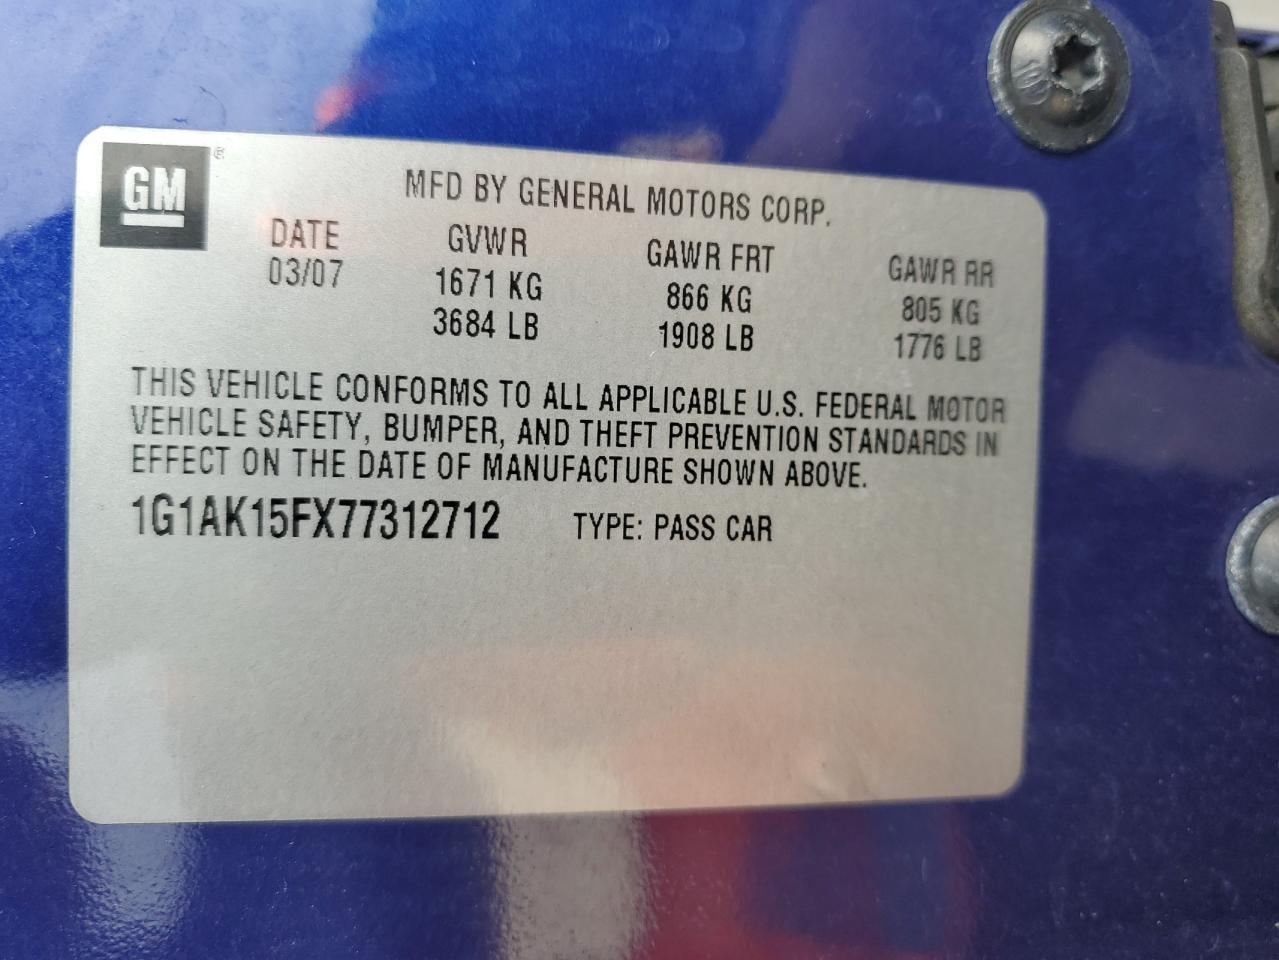 GM ®
MFD BY GENERAL MOTORS CORP.
DATE GVWR GAWR FRT GAWR RR
03/07 1671 KG 866 KG 805 KG
3684 LB 1908 LB 1776 LB
THIS VEHICLE CONFORMS TO ALL APPLICABLE U.S. FEDERAL MOTOR
VEHICLE SAFETY, BUMPER, AND THEFT PREVENTION STANDARDS IN
EFFECT ON THE DATE OF MANUFACTURE SHOWN ABOVE.
1G1AK15FX77312712 TYPE: PASS CAR